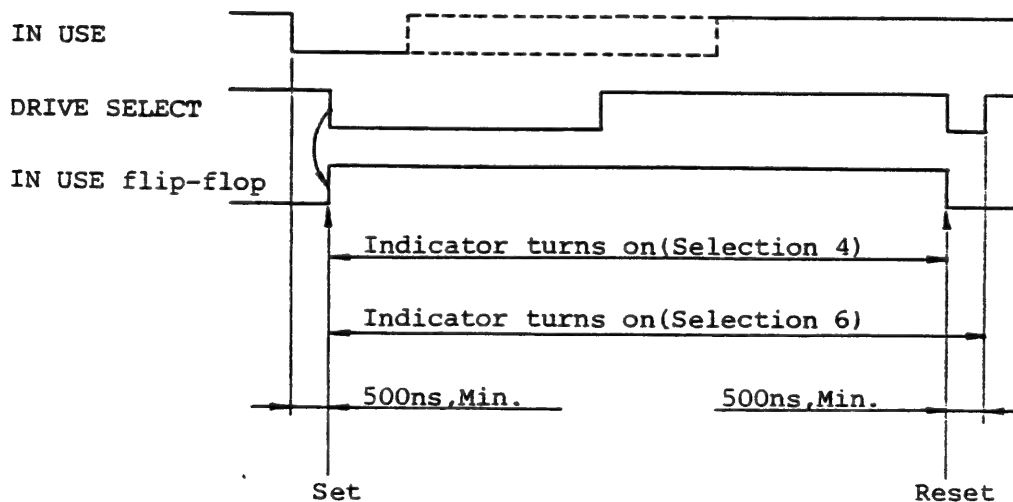 IN USE
DRIVE SELECT
IN USE flip-flop
Indicator turns on(Selection 4)
Indicator turns on(Selection 6)
500ns,Min. 500ns,Min.
Set Reset